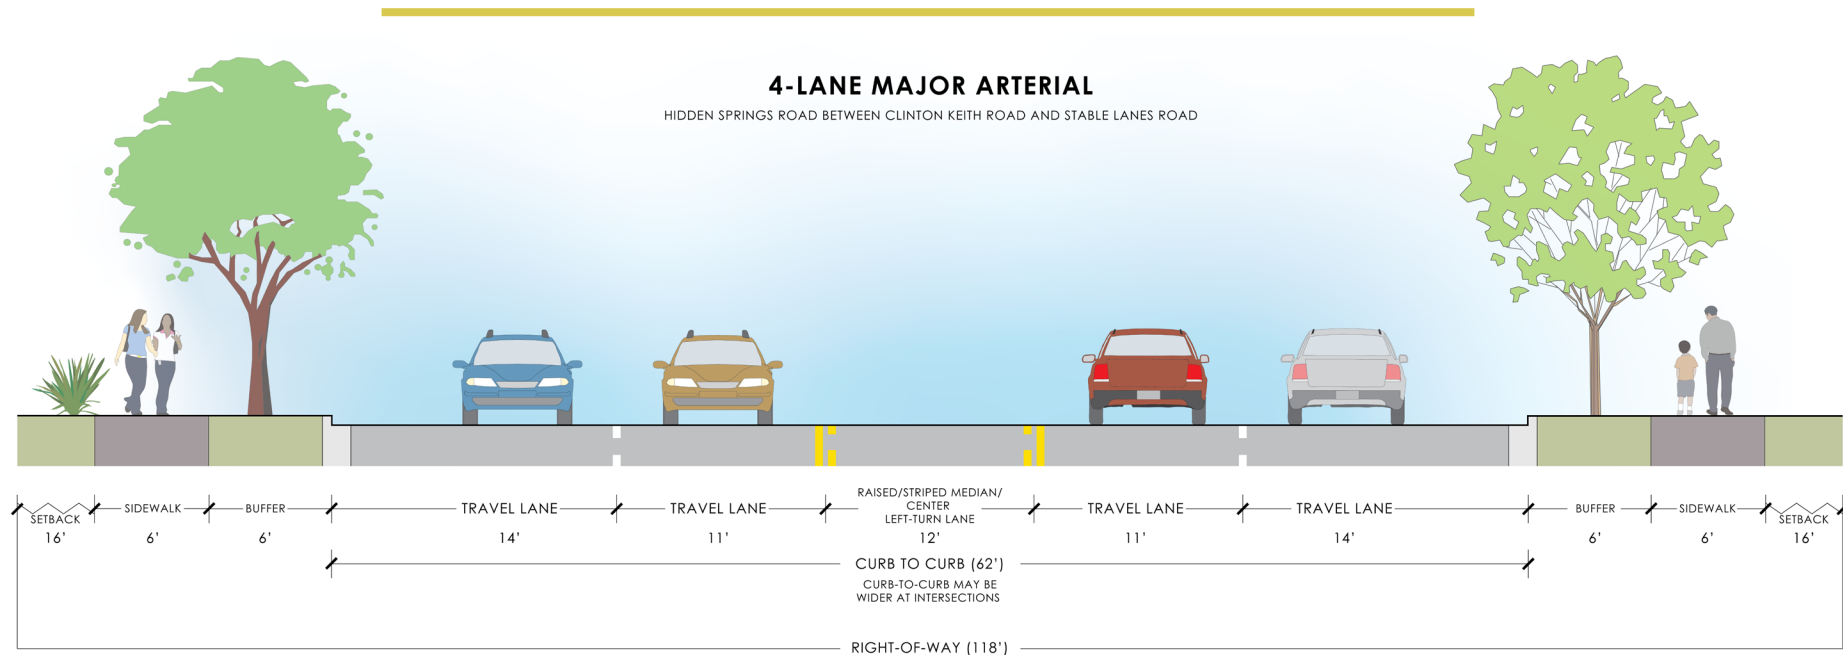 4-LANE MAJOR ARTERIAL
HIDDEN SPRINGS ROAD BETWEEN CLINTON KEITH ROAD AND STABLE LANES ROAD
SETBACK
16'
SIDEWALK
6'
BUFFER
6'
TRAVEL LANE
14'
TRAVEL LANE
11'
RAISED/STRIPED MEDIAN/
CENTER
LEFT-TURN LANE
12'
TRAVEL LANE
11'
TRAVEL LANE
14'
BUFFER
6'
SIDEWALK
6'
SETBACK
16'
CURB TO CURB (62')
CURB-TO-CURB MAY BE
WIDER AT INTERSECTIONS
RIGHT-OF-WAY (118')